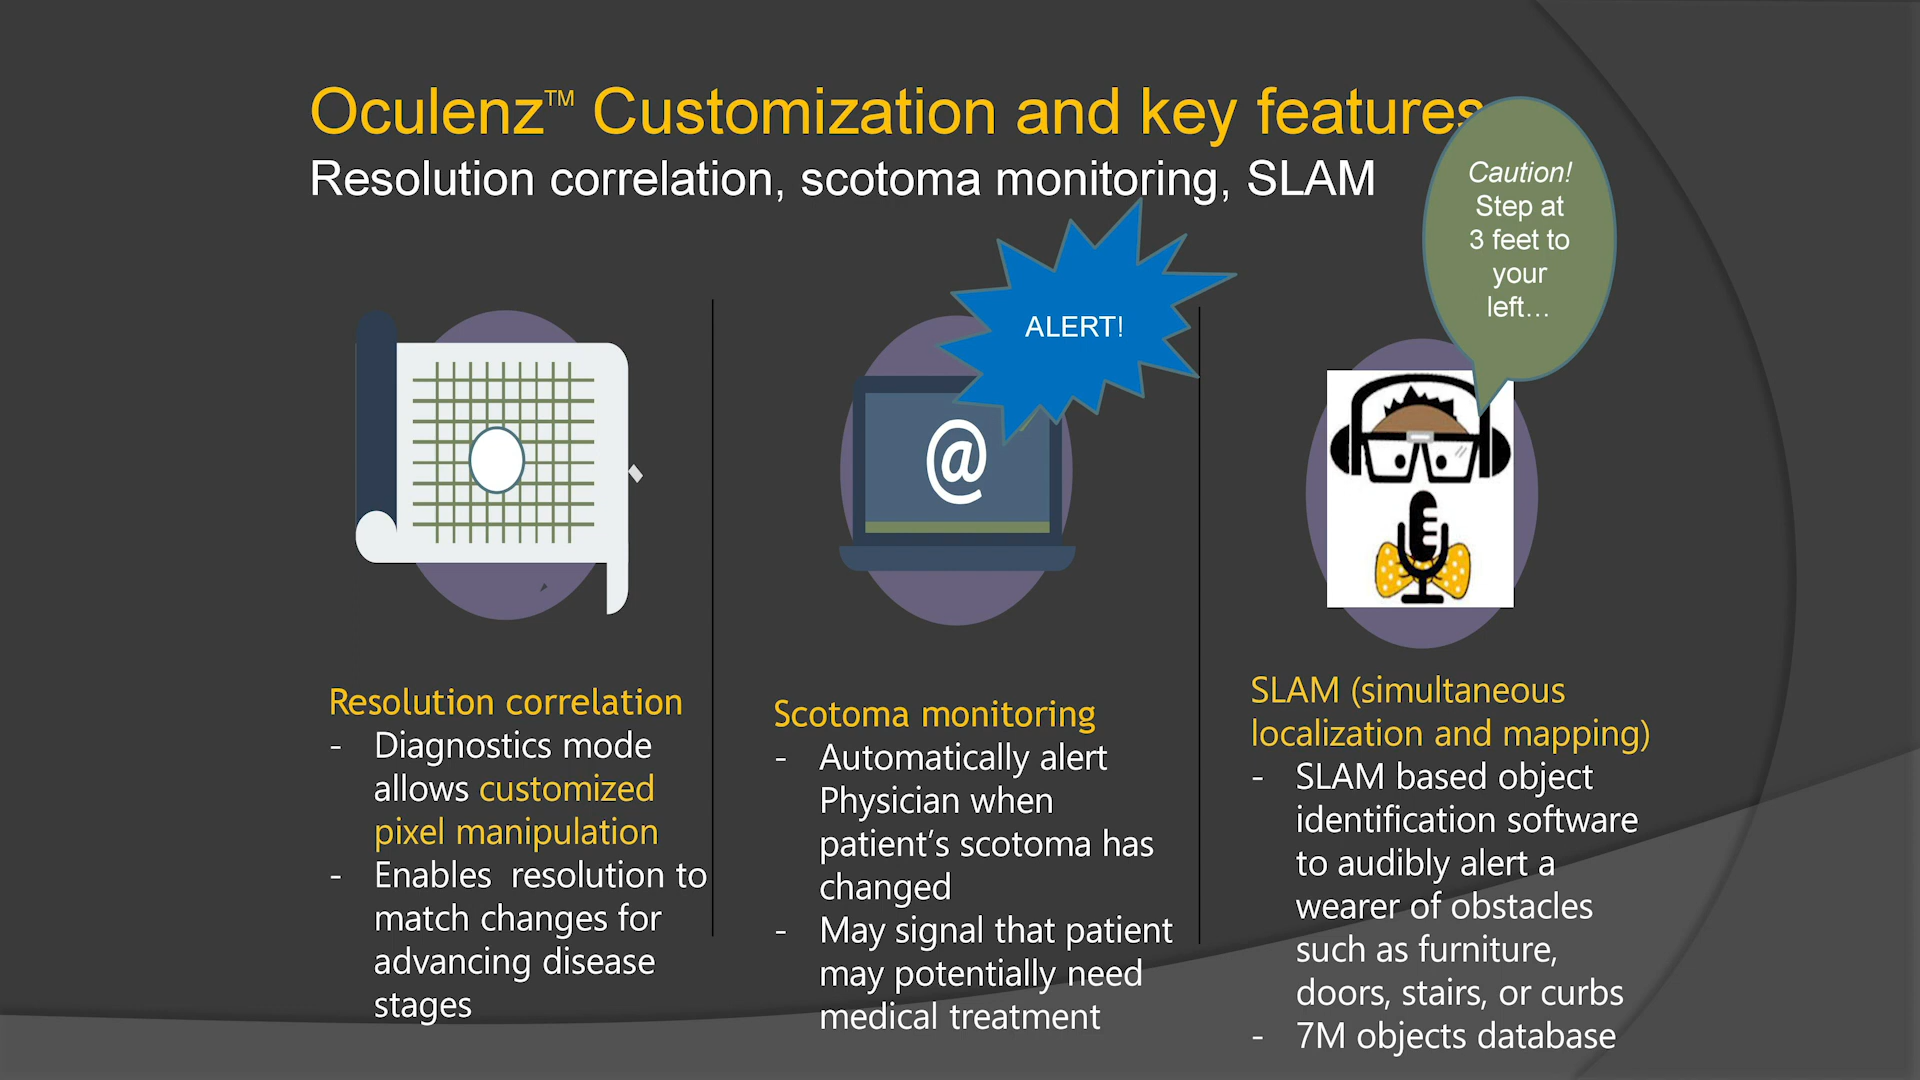 Oculenz™ Customization and key features
Resolution correlation, scotoma monitoring, SLAM
Caution!
Step at
3 feet to
your
left...
ALERT!
@
Resolution correlation
- Diagnostics mode
allows customized
pixel manipulation
- Enables resolution to
match changes for
advancing disease
stages
Scotoma monitoring
- Automatically alert
Physician when
patient's scotoma has
changed
- May signal that patient
may potentially need
medical treatment
SLAM (simultaneous
localization and mapping)
- SLAM based object
identification software
to audibly alert a
wearer of obstacles
such as furniture,
doors, stairs, or curbs
- 7M objects database